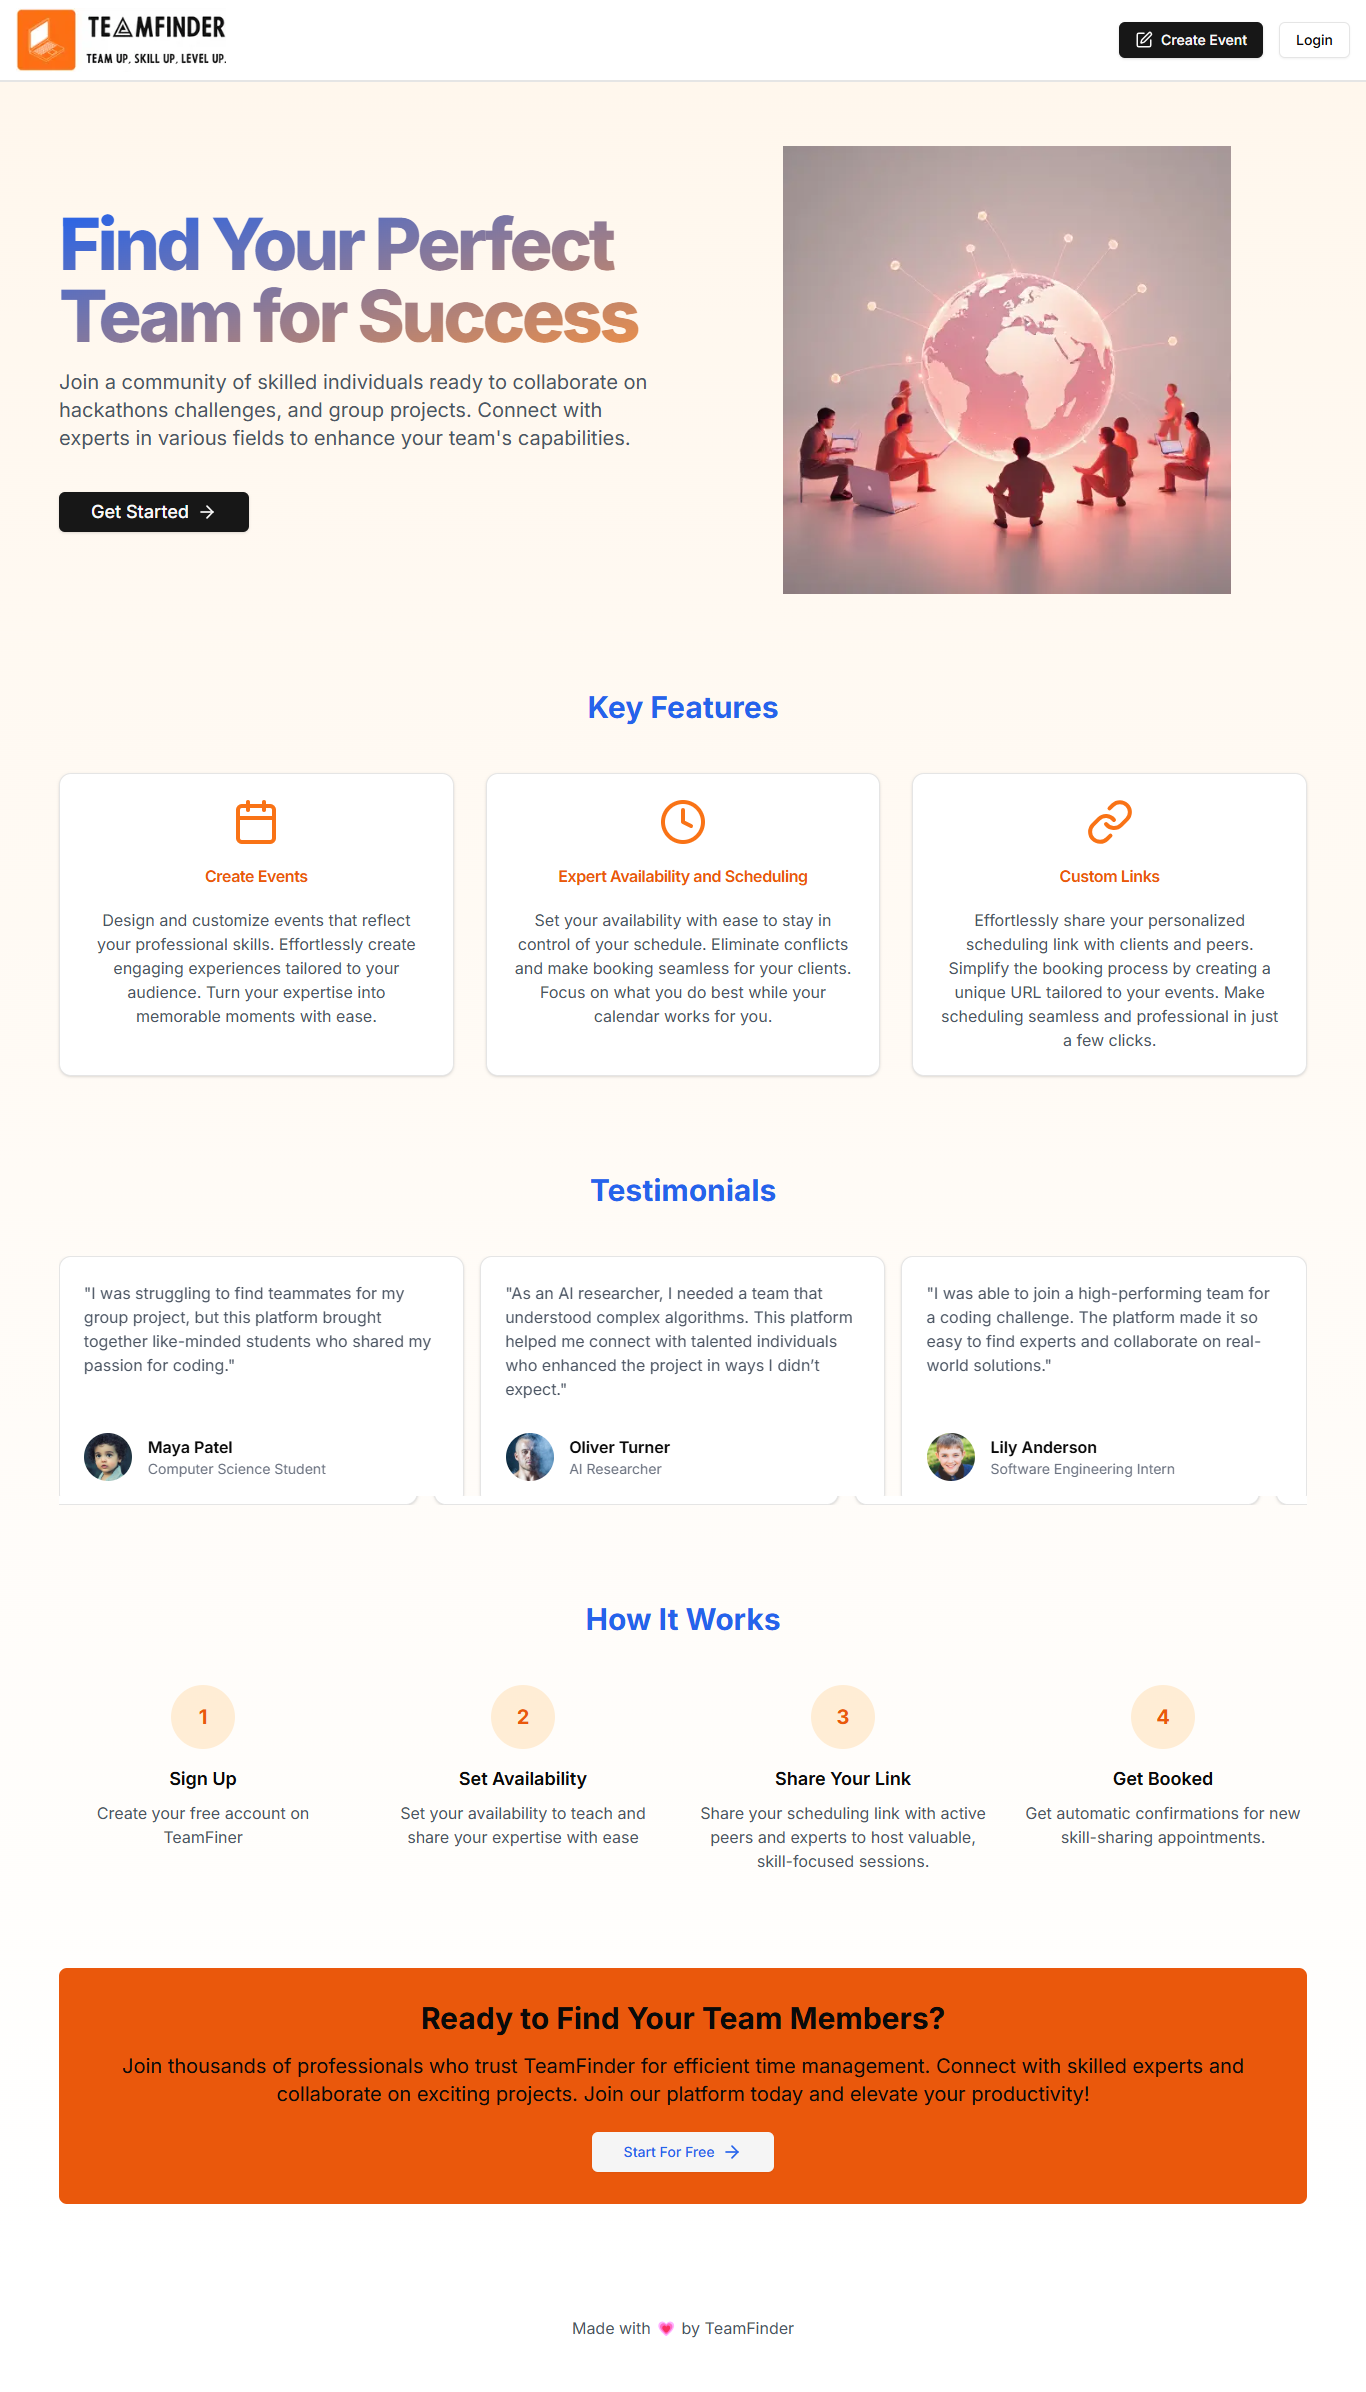 TEAMFINDER
TEAM UP, SKILL UP, LEVEL UP.
Create Event
Login
Find Your Perfect
Team for Success
Join a community of skilled individuals ready to collaborate on
hackathons challenges, and group projects. Connect with
experts in various fields to enhance your team's capabilities.
Get Started
Key Features
Create Events
Design and customize events that reflect
your professional skills. Effortlessly create
engaging experiences tailored to your
audience. Turn your expertise into
memorable moments with ease.
Expert Availability and Scheduling
Set your availability with ease to stay in
control of your schedule. Eliminate conflicts
and make booking seamless for your clients.
Focus on what you do best while your
calendar works for you.
Custom Links
Effortlessly share your personalized
scheduling link with clients and peers.
Simplify the booking process by creating a
unique URL tailored to your events. Make
scheduling seamless and professional in just
a few clicks.
Testimonials
"I was struggling to find teammates for my
group project, but this platform brought
together like-minded students who shared my
passion for coding."
Maya Patel
Computer Science Student
"As an AI researcher, I needed a team that
understood complex algorithms. This platform
helped me connect with talented individuals
who enhanced the project in ways I didn't
expect."
Oliver Turner
AI Researcher
"I was able to join a high-performing team for
a coding challenge. The platform made it so
easy to find experts and collaborate on real-
world solutions."
Lily Anderson
Software Engineering Intern
How It Works
1
Sign Up
Create your free account on
TeamFiner
2
Set Availability
Set your availability to teach and
share your expertise with ease
3
Share Your Link
Share your scheduling link with active
peers and experts to host valuable,
skill-focused sessions.
4
Get Booked
Get automatic confirmations for new
skill-sharing appointments.
Ready to Find Your Team Members?
Join thousands of professionals who trust TeamFinder for efficient time management. Connect with skilled experts and
collaborate on exciting projects. Join our platform today and elevate your productivity!
Start For Free
Made with 💗 by TeamFinder